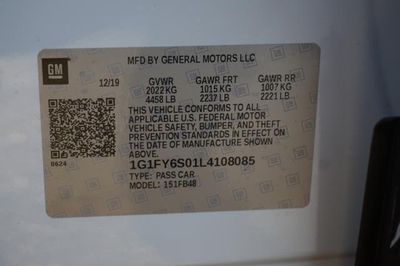 GM
MFD BY GENERAL MOTORS LLC
12/19 GVWR GAWR FRT GAWR RR
2022 KG 1015 KG 1007 KG
4458 LB 2237 LB 2221 LB
THIS VEHICLE CONFORMS TO ALL
APPLICABLE U.S. FEDERAL MOTOR
VEHICLE SAFETY, BUMPER, AND THEFT
PREVENTION STANDARDS IN EFFECT ON
THE DATE OF MANUFACTURE SHOWN
ABOVE.
0624
1G1FY6S01L4108085
TYPE: PASS CAR
MODEL: 1S1FB48